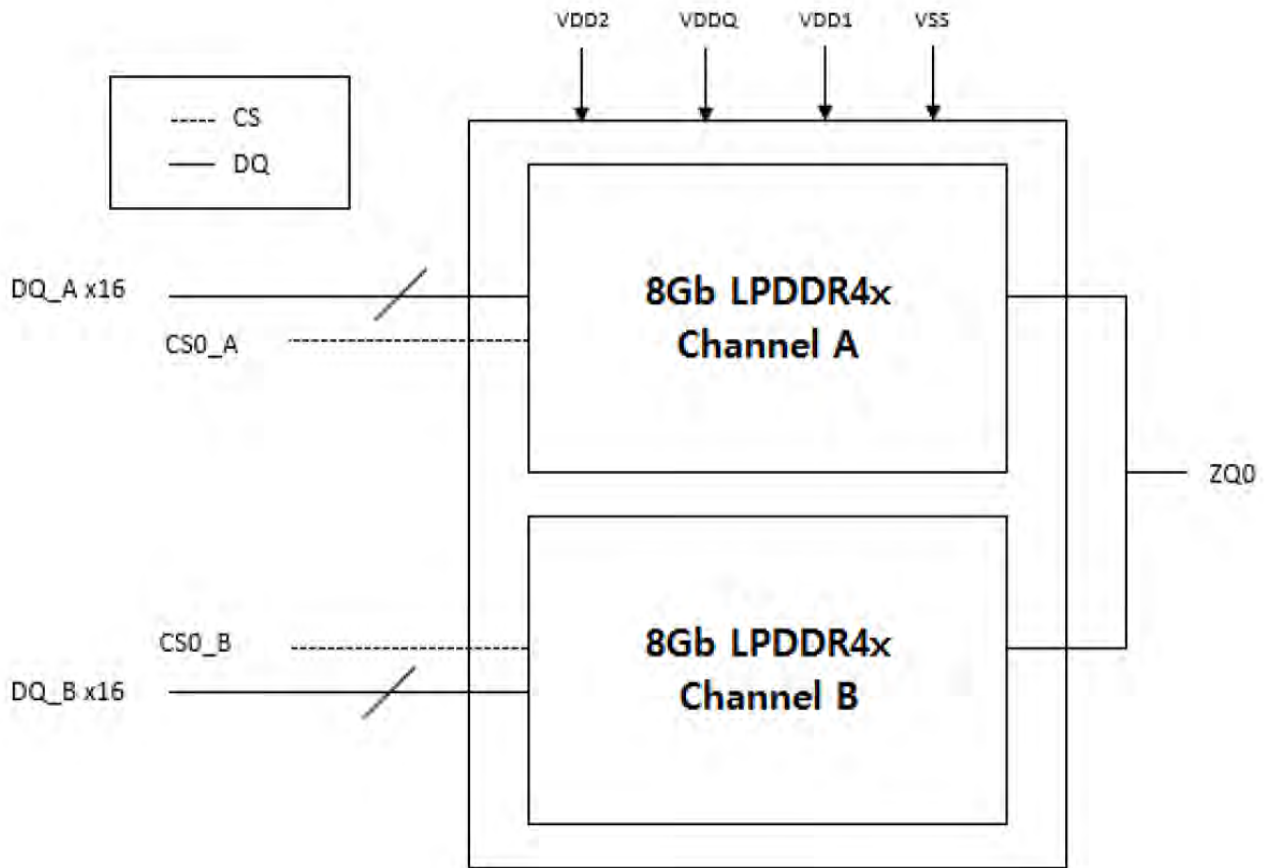 VDD2 VDDQ VDD1 VSS
CS
DQ
DQ_A x16
CS0_A
8Gb LPDDR4x
Channel A
ZQ0
CS0_B
DQ_B x16
8Gb LPDDR4x
Channel B